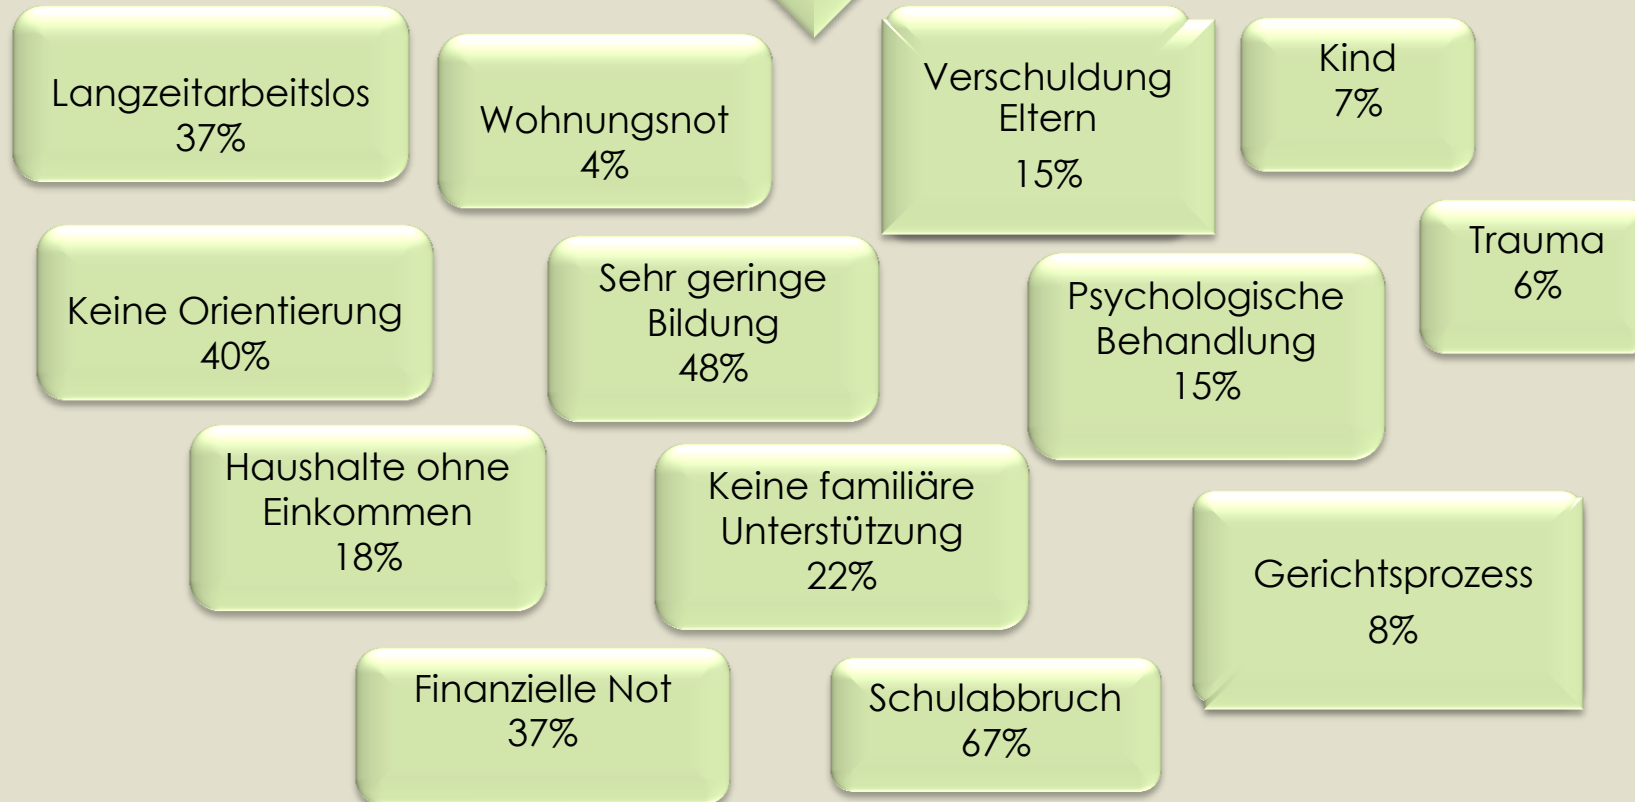 Langzeitarbeitslos
37%
Wohnungsnot
4%
Verschuldung
Eltern
15%
Kind
7%
Trauma
6%
Keine Orientierung
40%
Sehr geringe
Bildung
48%
Psychologische
Behandlung
15%
Haushalte ohne
Einkommen
18%
Keine familiäre
Unterstützung
22%
Gerichtsprozess
8%
Finanzielle Not
37%
Schulabbruch
67%